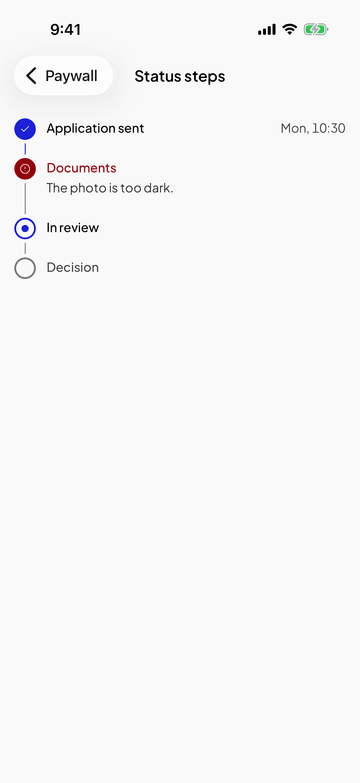 9:41
Paywall
Status steps
Application sent
Mon, 10:30
Documents
The photo is too dark.
In review
Decision